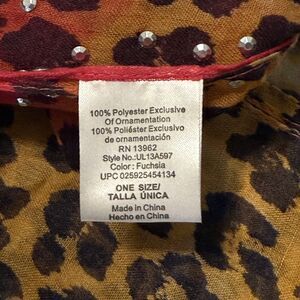 100% Polyester Exclusive
Of Ornamentation
100% Poliéster Exclusivo
de ornamentación
RN 13962
Style No.:UL13A597
Color : Fuchsia
UPC 025925454134
ONE SIZE/
TALLA ÚNICA
Made in China
Hecho en China